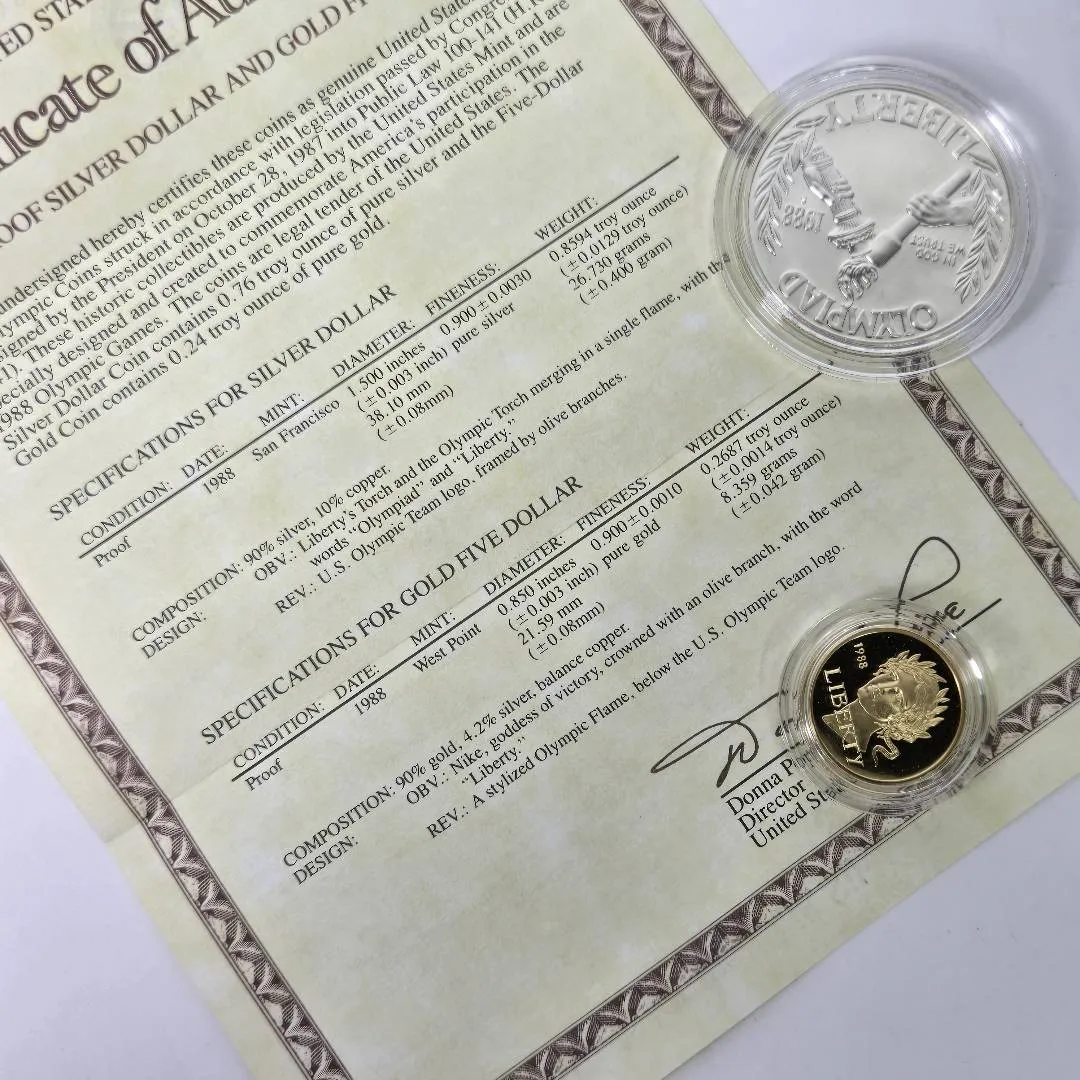 of
OOF SILVER DOLLAR AND GOLD
undersigned hereby certifies these coins as genuine United States
lympic Coins struck in accordance with legislation passed by
signed by the President on October 28, 1987 into Public Law 100-141
These historic collectibles are produced by the United States Mint and are
ecially designed and created to commemorate America's participation in the
1988 Olympic Games. The coins are legal tender of the United States. The
Silver Dollar Coin contains 0.76 troy ounce of pure silver and the Five-Dollar
Gold Coin contains 0.24 troy ounce of pure gold.
SPECIFICATIONS FOR SILVER DOLLAR
CONDITION: DATE: MINT: DIAMETER: FINENESS: WEIGHT:
Proof 1988 San Francisco 1.500 inches 0.900 ± 0.0030 0.8594 troy ounce
(± 0.003 inch) pure silver (± 0.0129 troy ounce)
38.10 mm 26.730 grams
(± 0.08mm) (± 0.400 gram)
COMPOSITION: 90% silver, 10% copper.
DESIGN: OBV.: Liberty's Torch and the Olympic Torch merging in a single flame, with the
words "Olympiad" and "Liberty."
REV.: U.S. Olympic Team logo, framed by olive branches.
SPECIFICATIONS FOR GOLD FIVE DOLLAR
CONDITION: DATE: MINT: DIAMETER: FINENESS: WEIGHT:
Proof 1988 West Point 0.850 inches 0.900 ± 0.0010 0.2687 troy ounce
(± 0.003 inch) pure gold (± 0.0014 troy ounce)
21.59 mm 8.359 grams
(± 0.08mm) (± 0.042 gram)
COMPOSITION: 90% gold, 4.2% silver, balance copper.
DESIGN: OBV.: Nike, goddess of victory, crowned with an olive branch, with the word
"Liberty."
REV.: A stylized Olympic Flame, below the U.S. Olympic Team logo.
Donna
Director
United
LIBERTY
1988
IN GOD
WE TRUST
OLYMPIAD
1988
LIBERTY